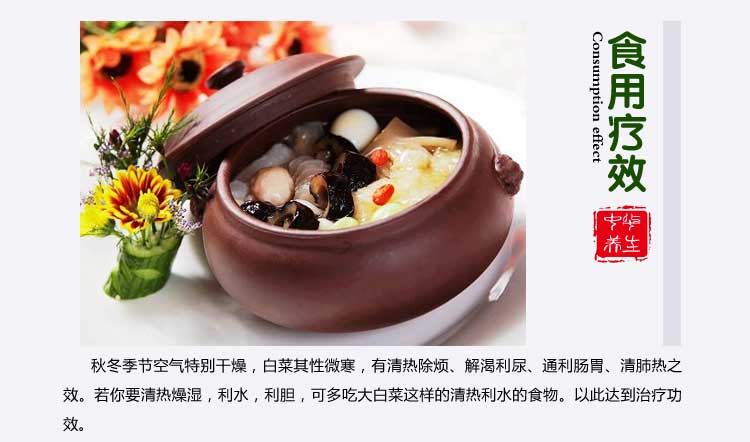 食用疗效
Consumption effect
中华
养生
秋冬季节空气特别干燥，白菜其性微寒，有清热除烦、解渴利尿、通利肠胃、清肺热之
效。若你要清热燥湿，利水，利胆，可多吃大白菜这样的清热利水的食物。以此达到治疗功
效。